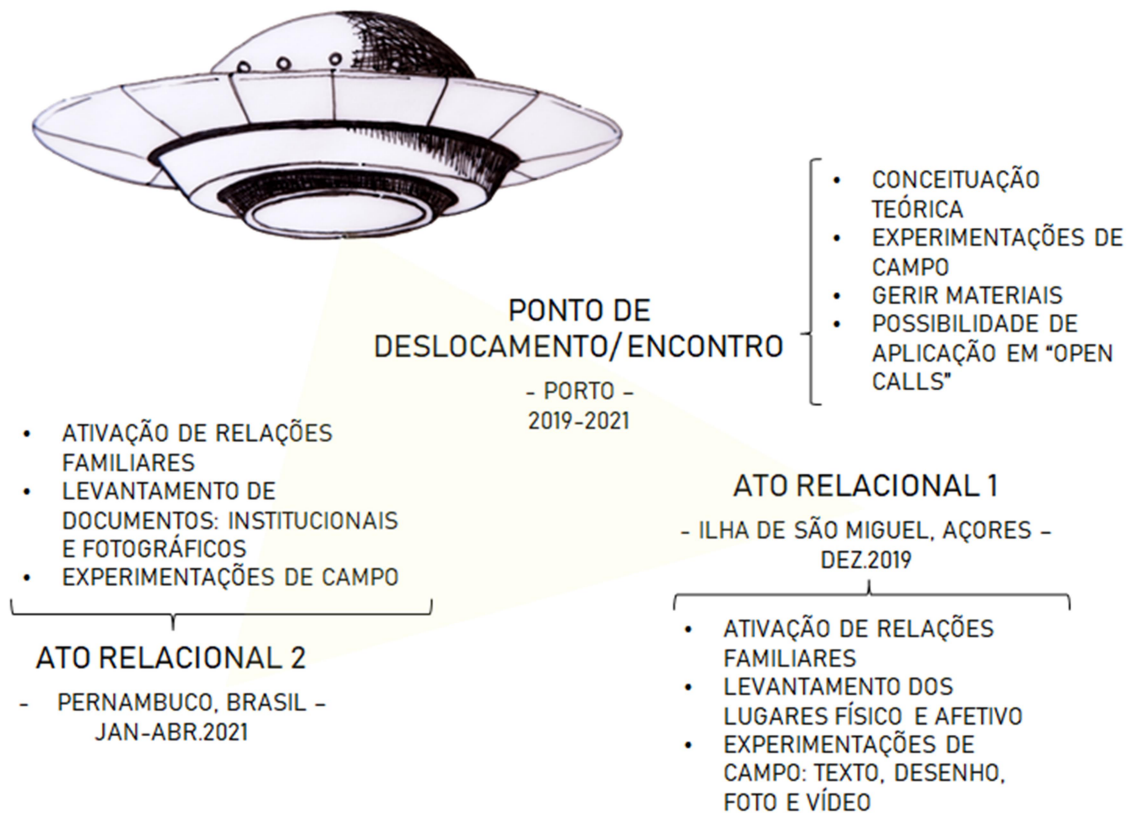 PONTO DE
DESLOCAMENTO/ENCONTRO
- PORTO –
2019-2021
• CONCEITUAÇÃO
TEÓRICA
• EXPERIMENTAÇÕES DE
CAMPO
• GERIR MATERIAIS
• POSSIBILIDADE DE
APLICAÇÃO EM “OPEN
CALLS”
• ATIVAÇÃO DE RELAÇÕES
FAMILIARES
• LEVANTAMENTO DE
DOCUMENTOS: INSTITUCIONAIS
E FOTOGRÁFICOS
• EXPERIMENTAÇÕES DE CAMPO
ATO RELACIONAL 2
- PERNAMBUCO, BRASIL –
JAN-ABR.2021
ATO RELACIONAL 1
- ILHA DE SÃO MIGUEL, AÇORES –
DEZ.2019
• ATIVAÇÃO DE RELAÇÕES
FAMILIARES
• LEVANTAMENTO DOS
LUGARES FÍSICO E AFETIVO
• EXPERIMENTAÇÕES DE
CAMPO: TEXTO, DESENHO,
FOTO E VÍDEO